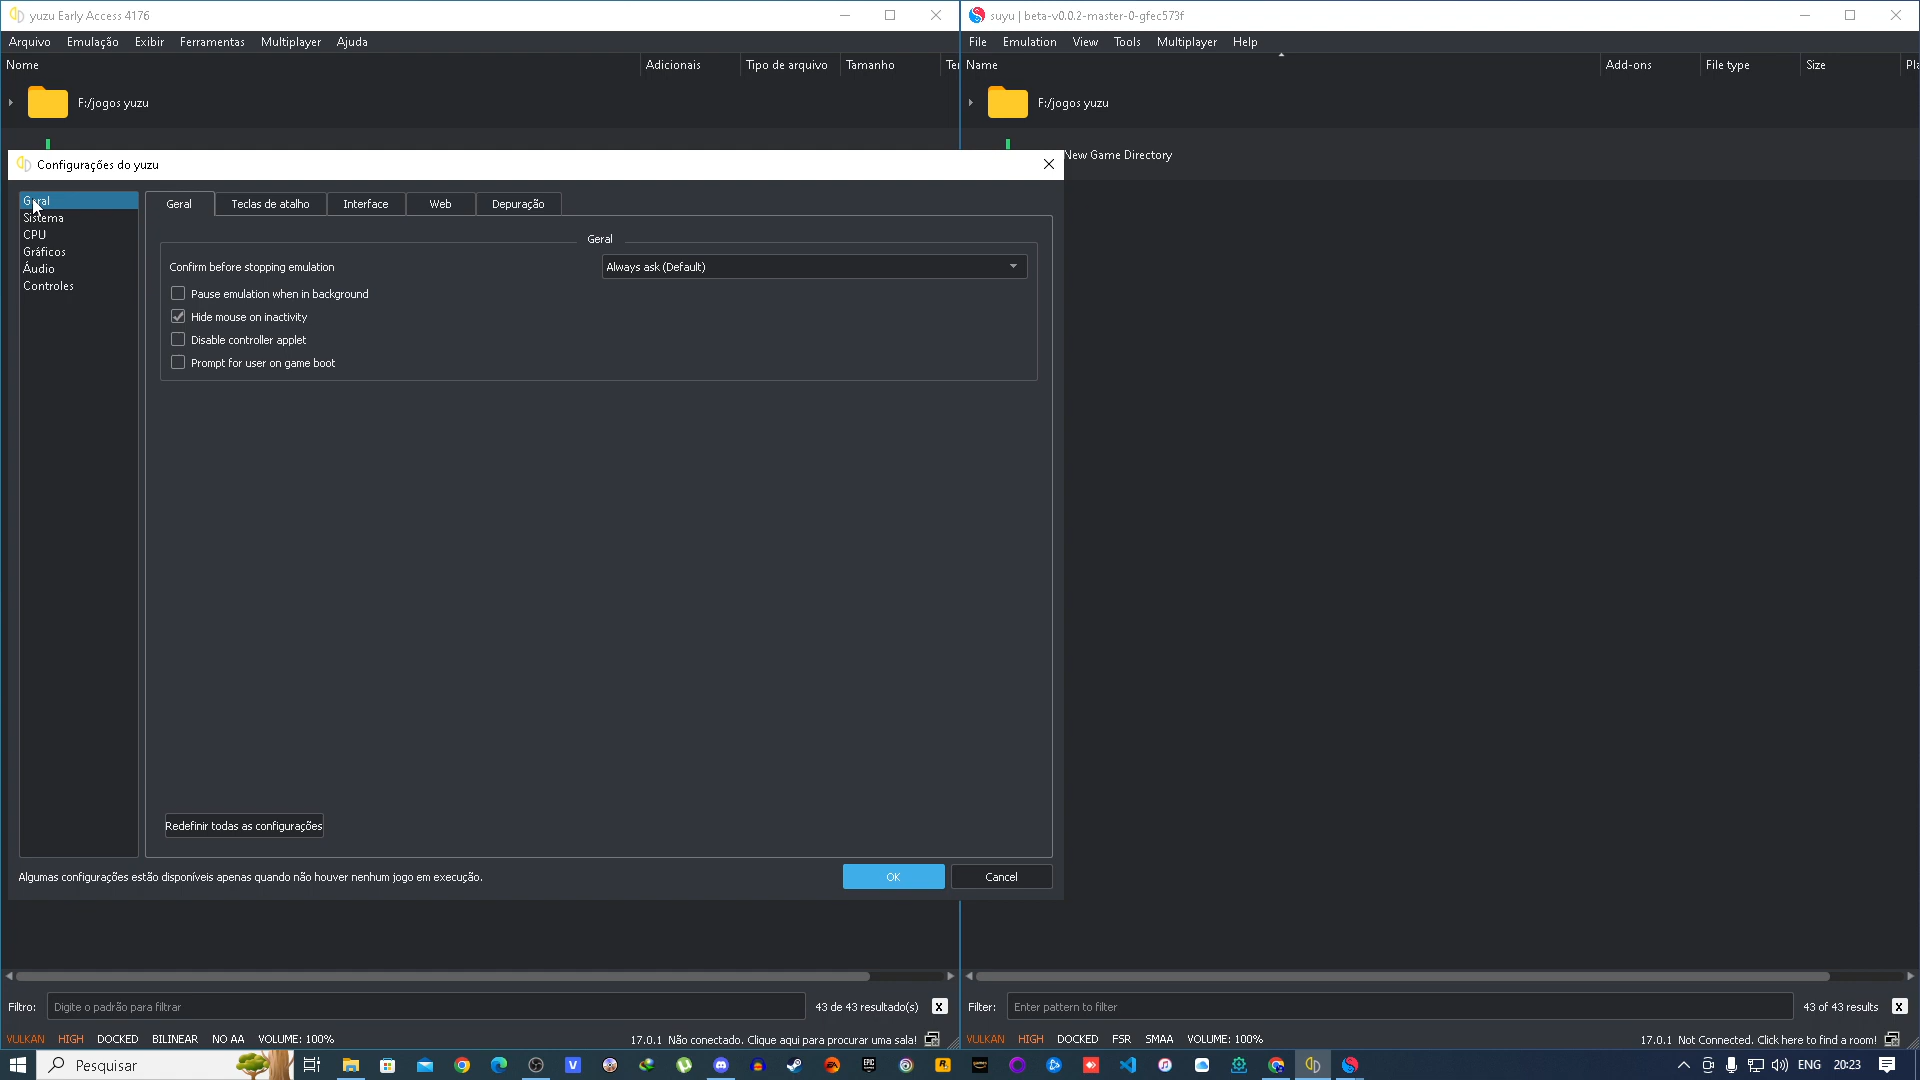 yuzu Early Access 4176
Arquivo Emulação Exibir Ferramentas Multiplayer Ajuda
Nome Adicionais Tipo de arquivo Tamanho
F:/jogos yuzu
Configurações do yuzu
Geral
Sistema
CPU
Gráficos
Áudio
Controles
Geral Teclas de atalho Interface Web Depuração
Geral
Confirm before stopping emulation Always ask (Default)
Pause emulation when in background
Hide mouse on inactivity
Disable controller applet
Prompt for user on game boot
Redefinir todas as configurações
Algumas configurações estão disponíveis apenas quando não houver nenhum jogo em execução.
OK Cancel
Filtro: Digite o padrão para filtrar 43 de 43 resultado(s) X
VULKAN HIGH DOCKED BILINEAR NO AA VOLUME: 100% 17.0.1 Não conectado. Clique aqui para procurar uma sala!
suyu | beta-v0.0.2-master-0-gfec573f
File Emulation View Tools Multiplayer Help
Name Add-ons File type Size
F:/jogos yuzu
New Game Directory
Filter: Enter pattern to filter 43 of 43 results X
VULKAN HIGH DOCKED FSR SMAA VOLUME: 100% 17.0.1 Not Connected. Click here to find a room!
Pesquisar
ENG 20:23